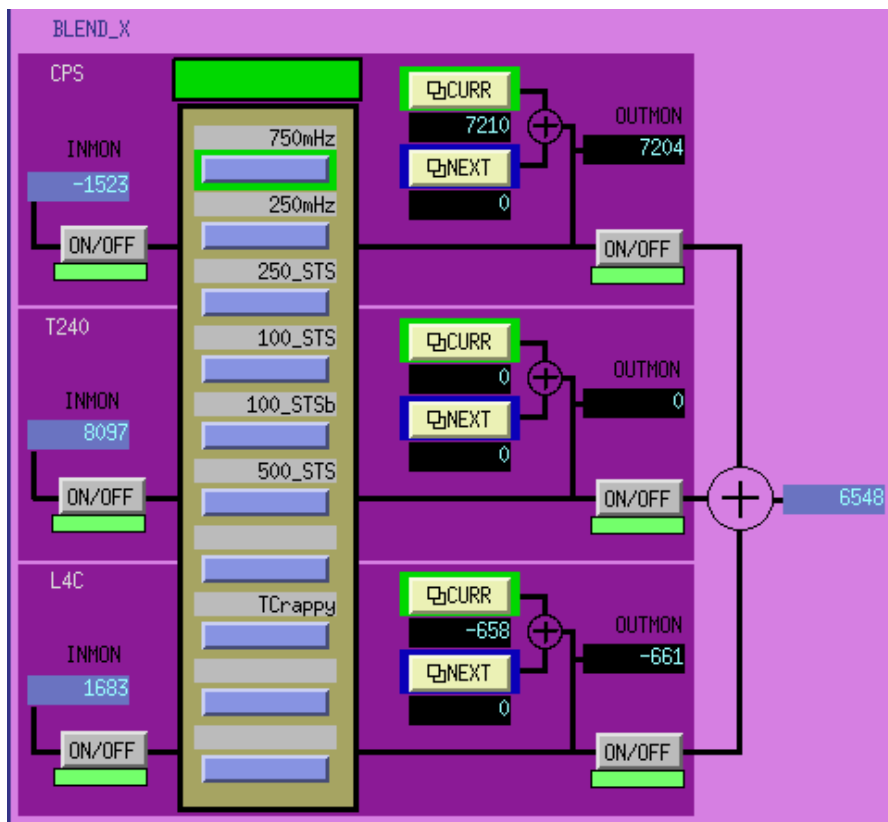 BLEND_X
CPS
INMON
-1523
ON/OFF
750mHz
250mHz
250_STS
100_STS
100_STSb
500_STS
TCrappy
CURR
7210
NEXT
0
OUTMON
7204
ON/OFF
T240
INMON
8097
ON/OFF
CURR
0
NEXT
0
OUTMON
0
ON/OFF
6548
L4C
INMON
1683
ON/OFF
CURR
-658
NEXT
0
OUTMON
-661
ON/OFF